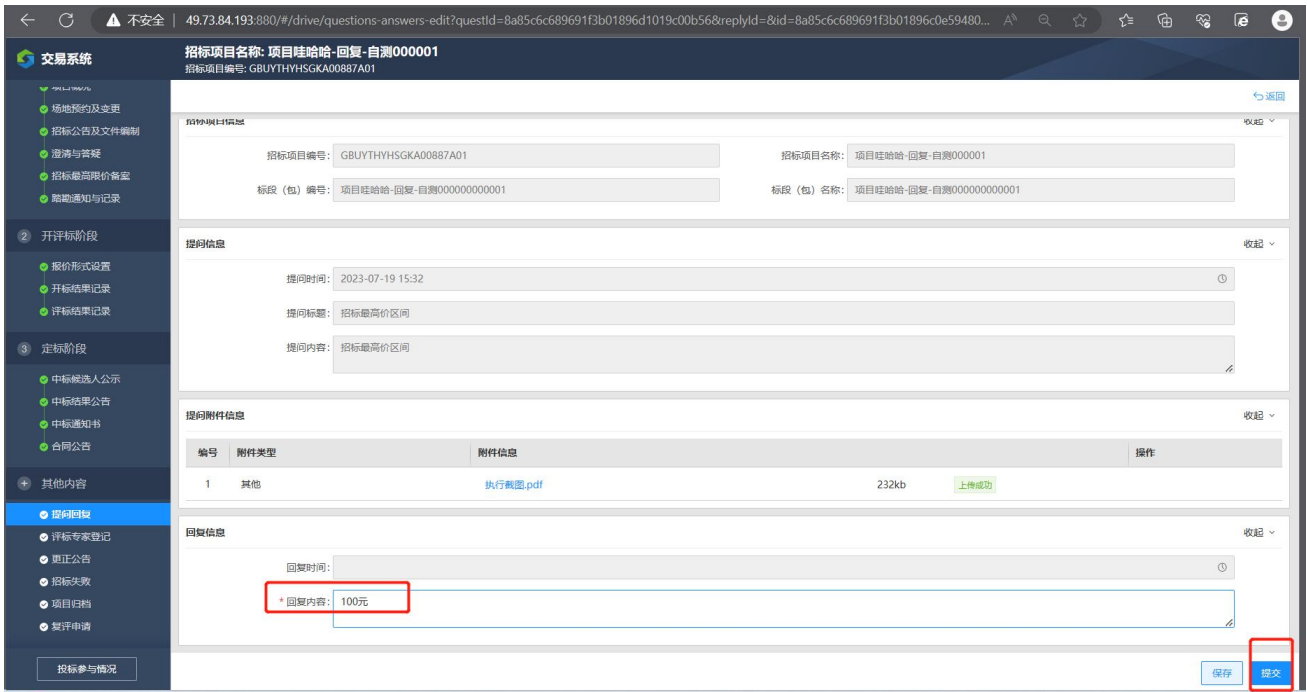 不安全 | 49.73.84.193:880/#/drive/questions-answers-edit?questId=8a85c6c689691f3b01896d1019c00b56&replyId=&id=8a85c6c689691f3b01896c0e59480...
交易系统
招标项目名称: 项目哇哈哈-回复-自测000001
招标项目编号: GBUYTHYHSGKA00887A01
返回
项目概况
场地预约及变更
招标公告及文件编制
澄清与答疑
招标最高限价备案
踏勘通知与记录
2 开评标阶段
报价形式设置
开标结果记录
评标结果记录
3 定标阶段
中标候选人公示
中标结果公告
中标通知书
合同公告
其他内容
提问回复
评标专家登记
更正公告
招标失败
项目归档
复评申请
投标参与情况
招标项目信息 收起
招标项目编号: GBUYTHYHSGKA00887A01 招标项目名称: 项目哇哈哈-回复-自测000001
标段（包）编号: 项目哇哈哈-回复-自测000000000001 标段（包）名称: 项目哇哈哈-回复-自测000000000001
提问信息 收起
提问时间: 2023-07-19 15:32
提问标题: 招标最高价区间
提问内容: 招标最高价区间
提问附件信息 收起
编号 附件类型 附件信息 操作
1 其他 执行截图.pdf 232kb 上传成功
回复信息 收起
回复时间:
* 回复内容: 100元
保存 提交